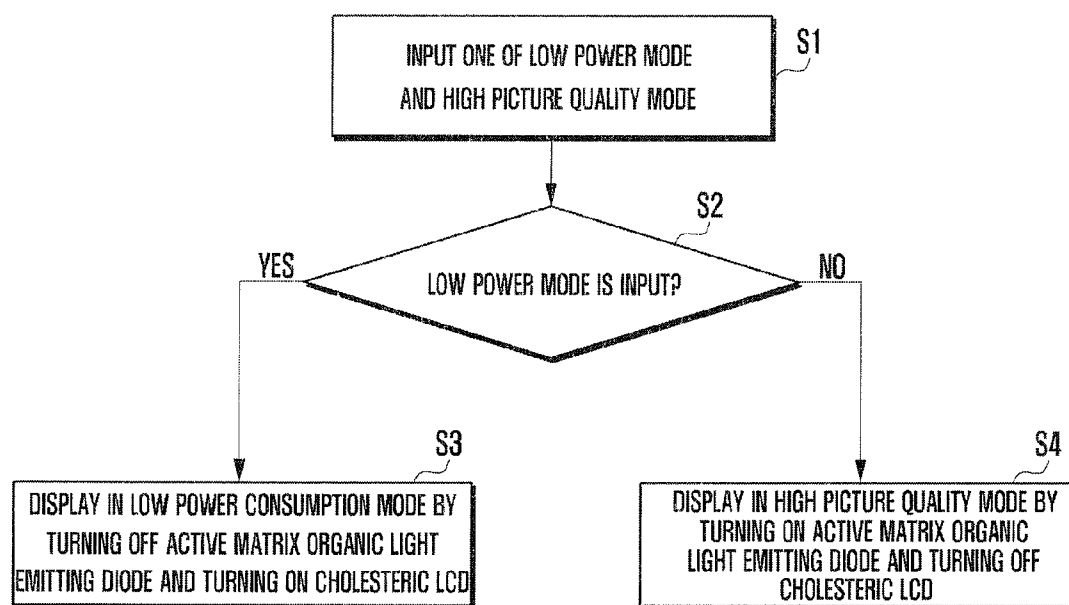 S1
INPUT ONE OF LOW POWER MODE
AND HIGH PICTURE QUALITY MODE
S2
YES
LOW POWER MODE IS INPUT?
NO
S3
DISPLAY IN LOW POWER CONSUMPTION MODE BY
TURNING OFF ACTIVE MATRIX ORGANIC LIGHT
EMITTING DIODE AND TURNING ON CHOLESTERIC LCD
S4
DISPLAY IN HIGH PICTURE QUALITY MODE BY
TURNING ON ACTIVE MATRIX ORGANIC
LIGHT EMITTING DIODE AND TURNING OFF
CHOLESTERIC LCD